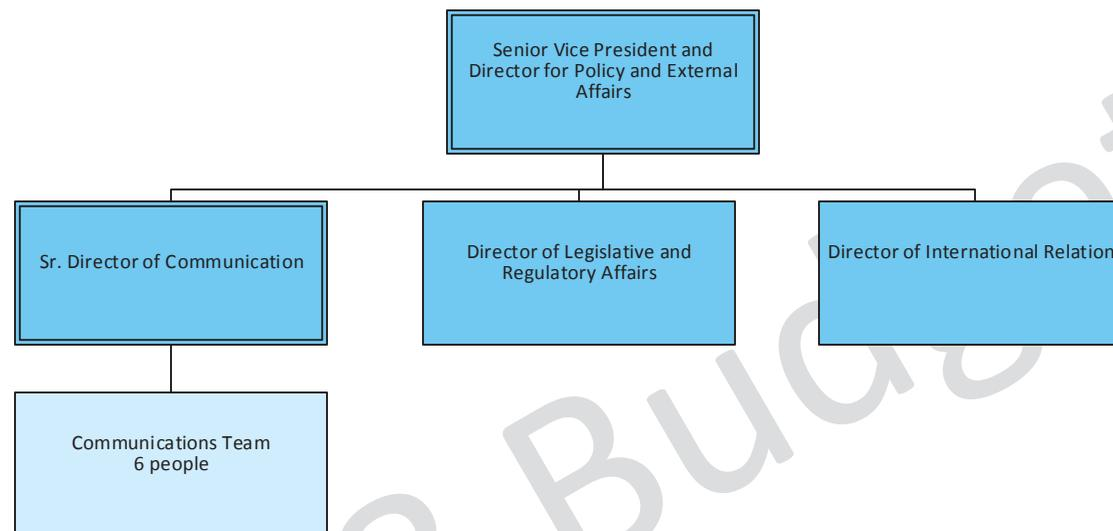 Senior Vice President and
Director for Policy and External
Affairs
Sr. Director of Communication
Director of Legislative and
Regulatory Affairs
Director of International Relation
Communications Team
6 people
Budget